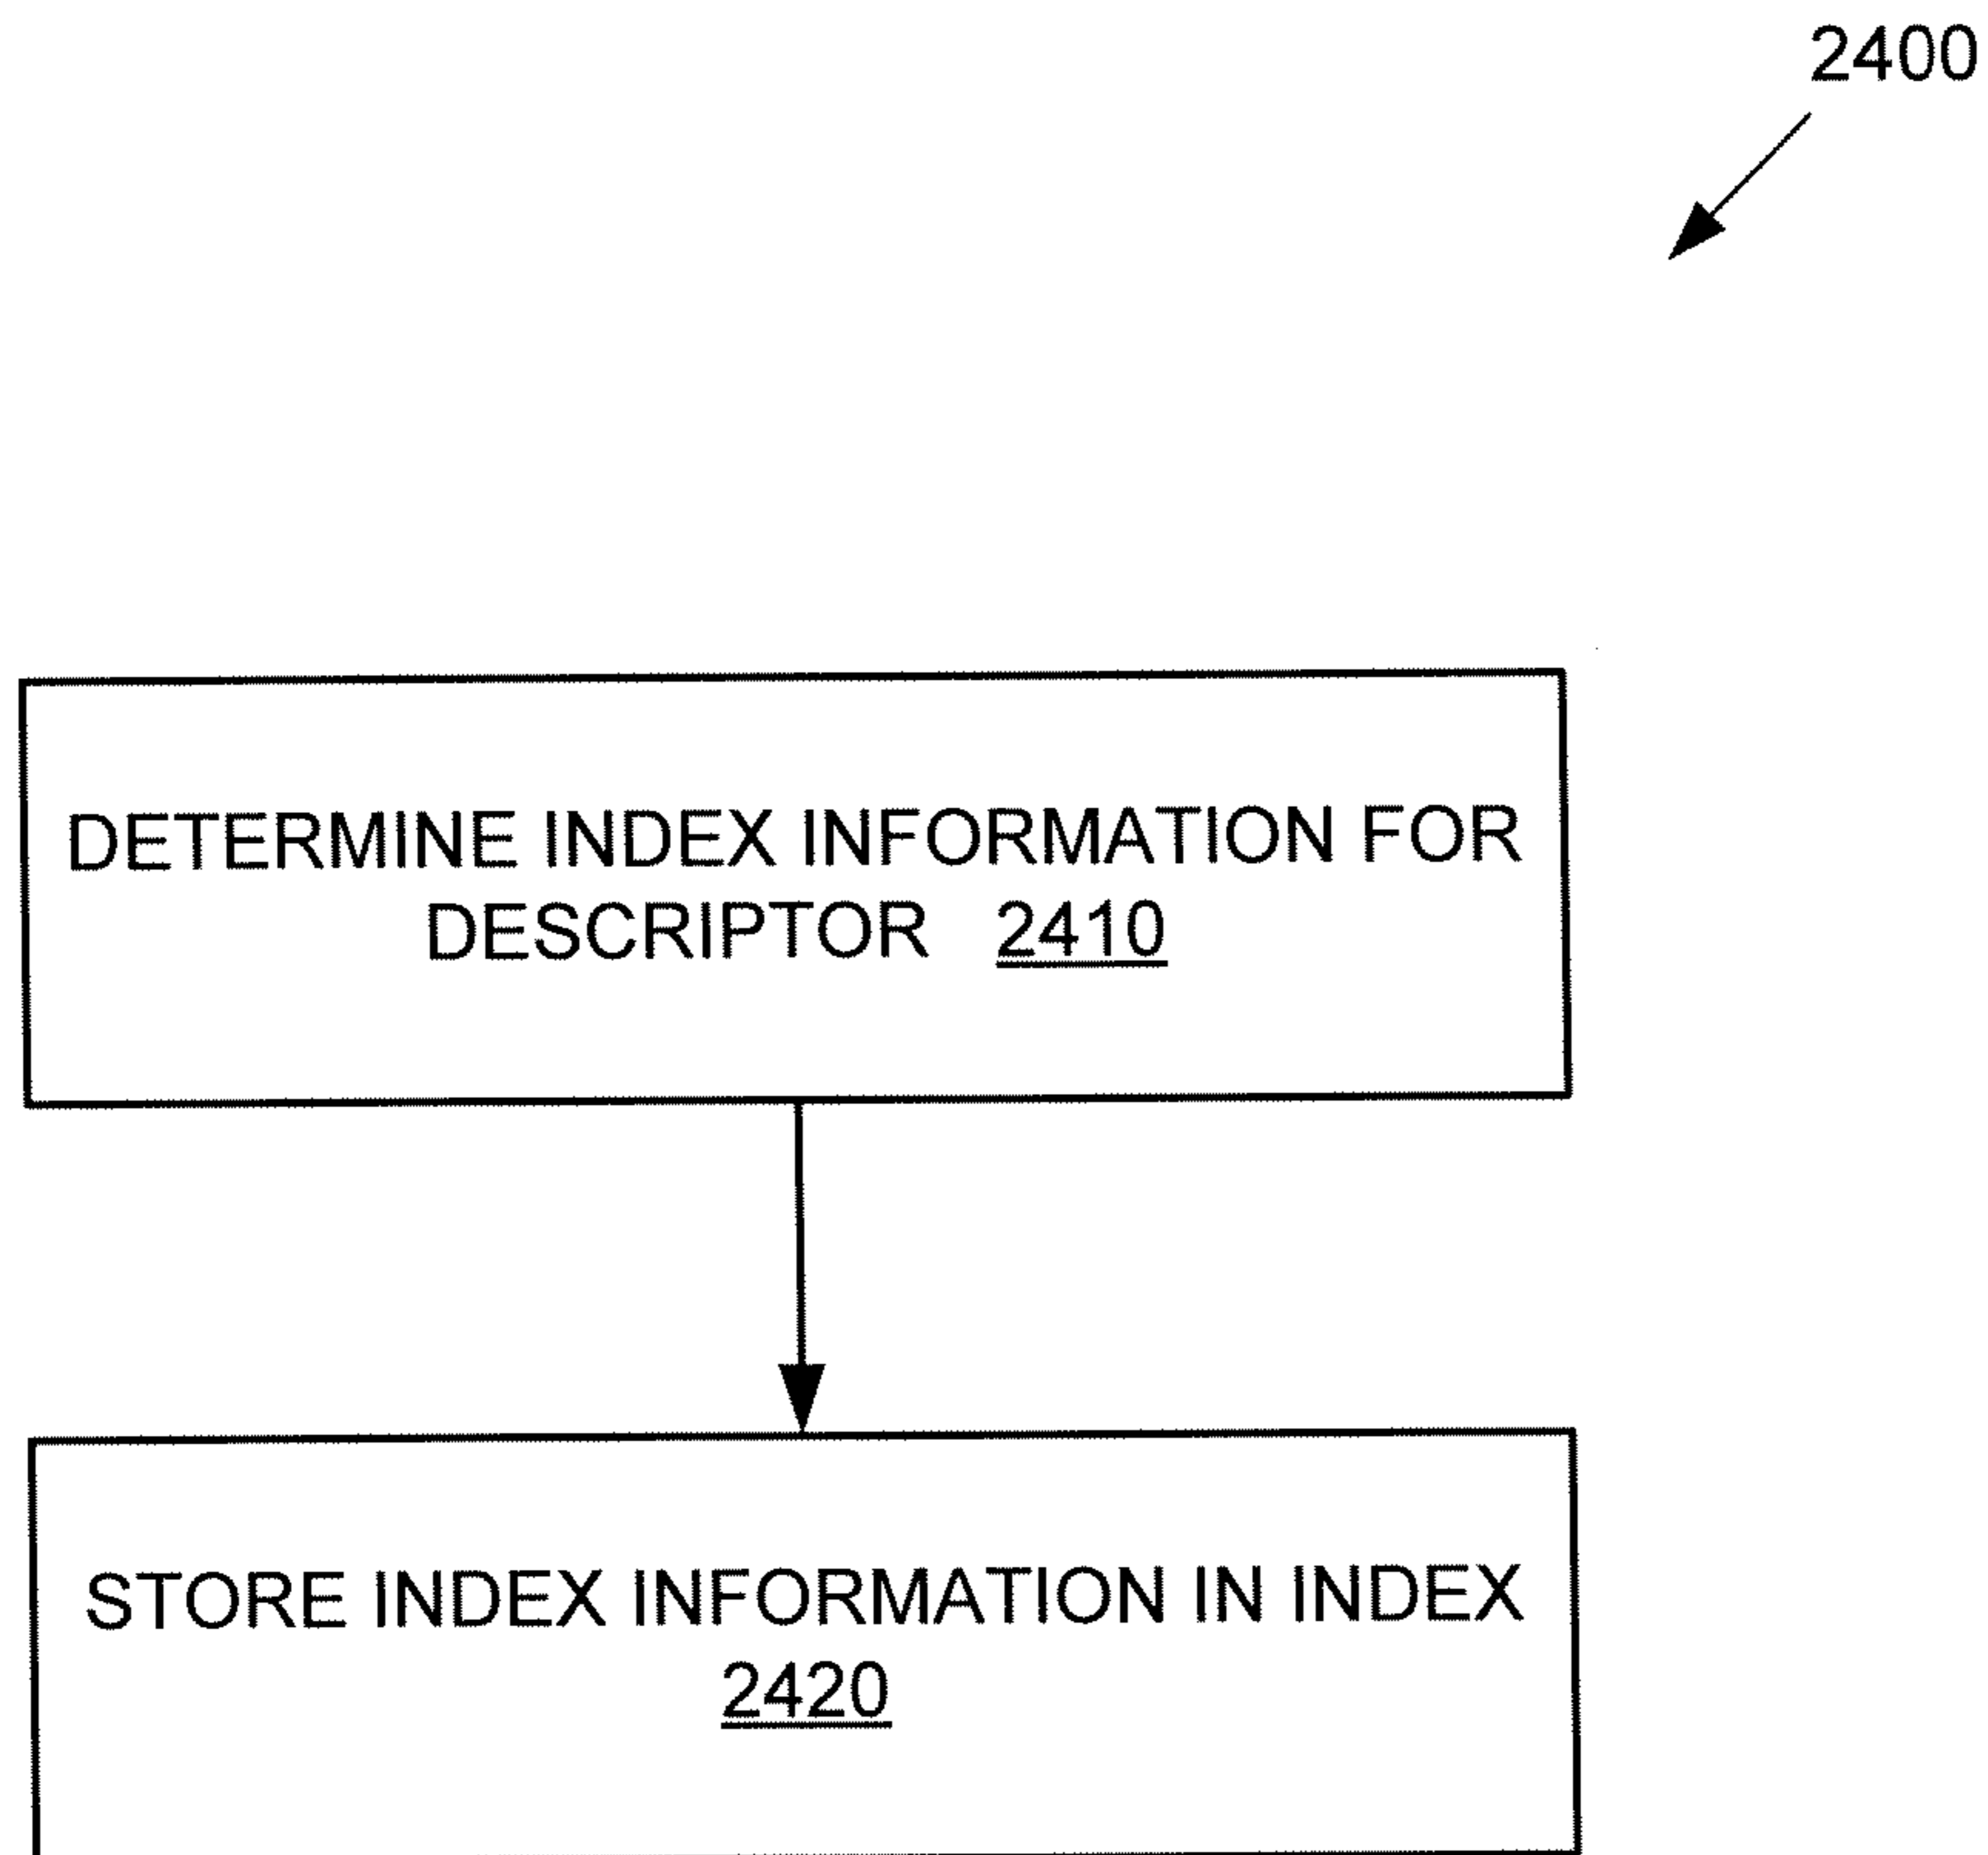 2400
DETERMINE INDEX INFORMATION FOR
DESCRIPTOR 2410
STORE INDEX INFORMATION IN INDEX
2420